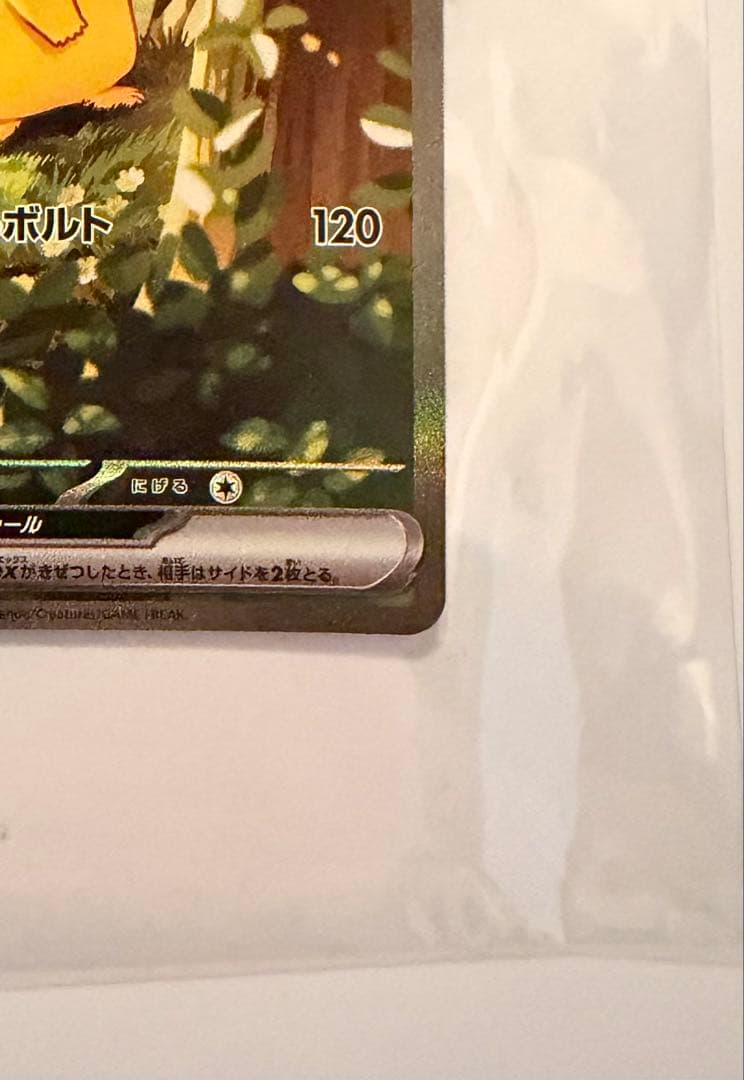 ボルト 120
にげる
ール
Xがきぜつしたとき、相手はサイドを2枚とる。
/Creatures/GAME FREAK.